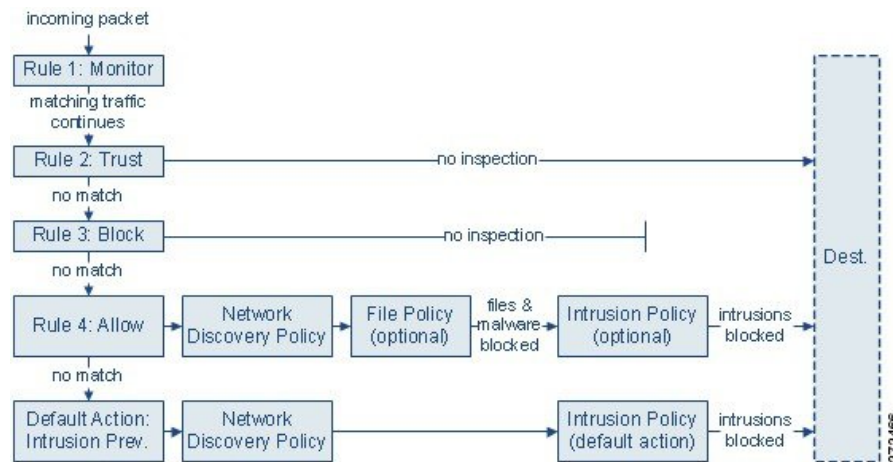 incoming packet
Rule 1: Monitor
matching traffic
continues
Rule 2: Trust
no inspection
no match
Rule 3: Block
no inspection
no match
Dest.
Rule 4: Allow
Network
Discovery Policy
File Policy
(optional)
files &
malware
blocked
Intrusion Policy
(optional)
intrusions
blocked
no match
Default Action:
Intrusion Prev.
Network
Discovery Policy
Intrusion Policy
(default action)
intrusions
blocked